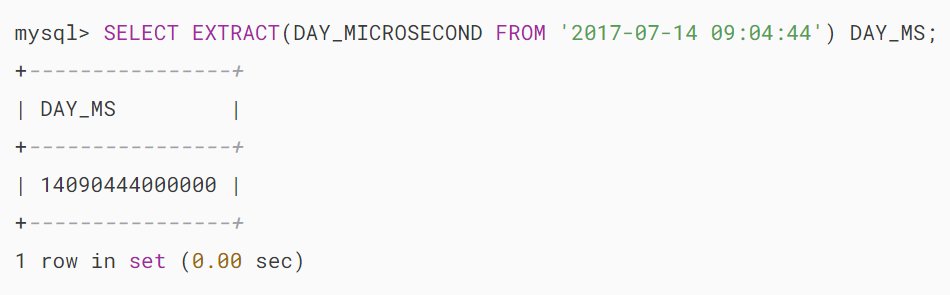 mysql> SELECT EXTRACT(DAY_MICROSECOND FROM '2017-07-14 09:04:44') DAY_MS;
+----------------+
| DAY_MS         |
+----------------+
| 14090444000000 |
+----------------+
1 row in set (0.00 sec)